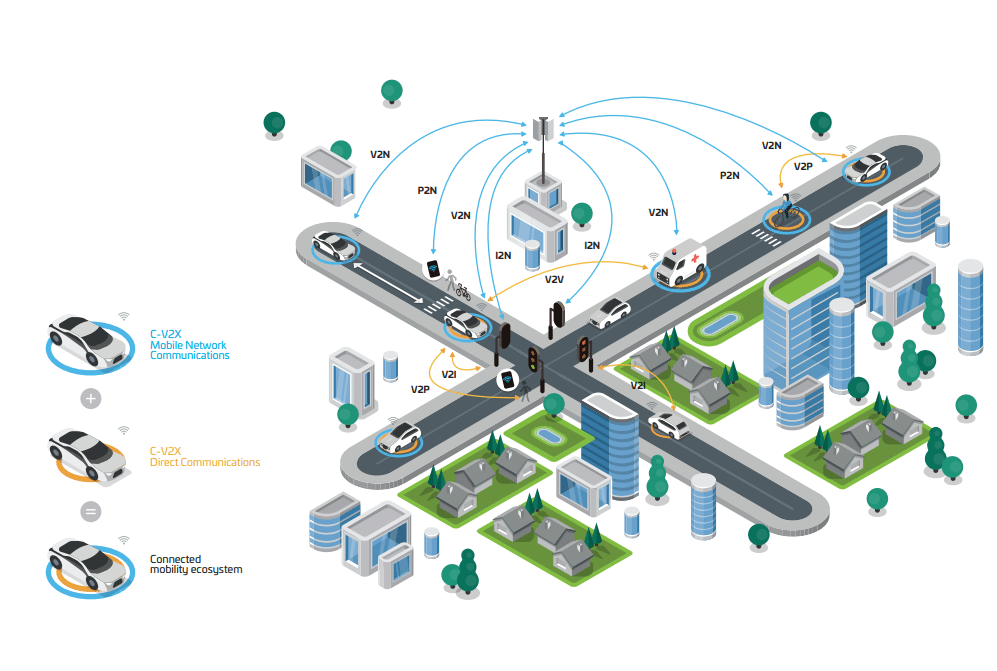 V2N
P2N
V2N
I2N
V2V
I2N
V2N
P2N
V2N
V2P
V2I
V2P
V2I
C-V2X
Mobile Network
Communications
+
C-V2X
Direct Communications
=
Connected
mobility ecosystem